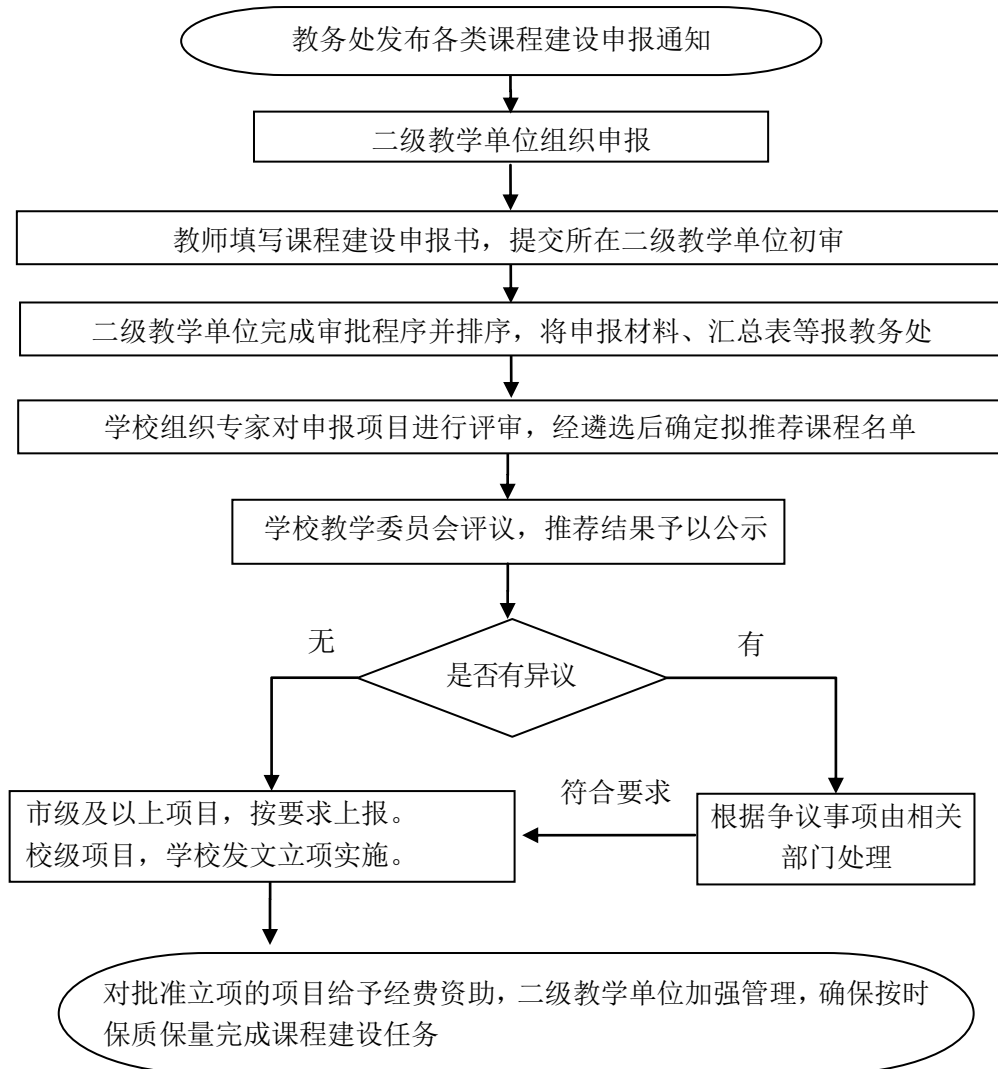 教务处发布各类课程建设申报通知
二级教学单位组织申报
教师填写课程建设申报书，提交所在二级教学单位初审
二级教学单位完成审批程序并排序，将申报材料、汇总表等报教务处
学校组织专家对申报项目进行评审，经遴选后确定拟推荐课程名单
学校教学委员会评议，推荐结果予以公示
无
有
是否有异议
符合要求
市级及以上项目，按要求上报。
校级项目，学校发文立项实施。
根据争议事项由相关
部门处理
对批准立项的项目给予经费资助，二级教学单位加强管理，确保按时
保质保量完成课程建设任务